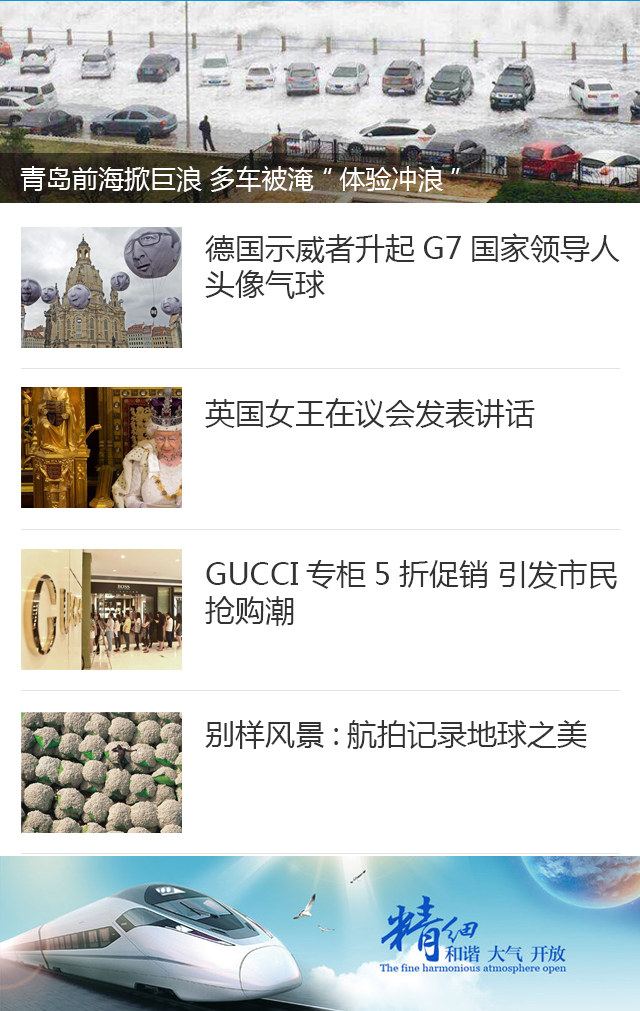 青岛前海掀巨浪 多车被淹 “ 体验冲浪 ”
德国示威者升起 G7 国家领导人
头像气球
英国女王在议会发表讲话
GUCCI
GUCCI 专柜 5 折促销 引发市民
抢购潮
别样风景 : 航拍记录地球之美
精细
和谐 大气 开放
The fine harmonious atmosphere open